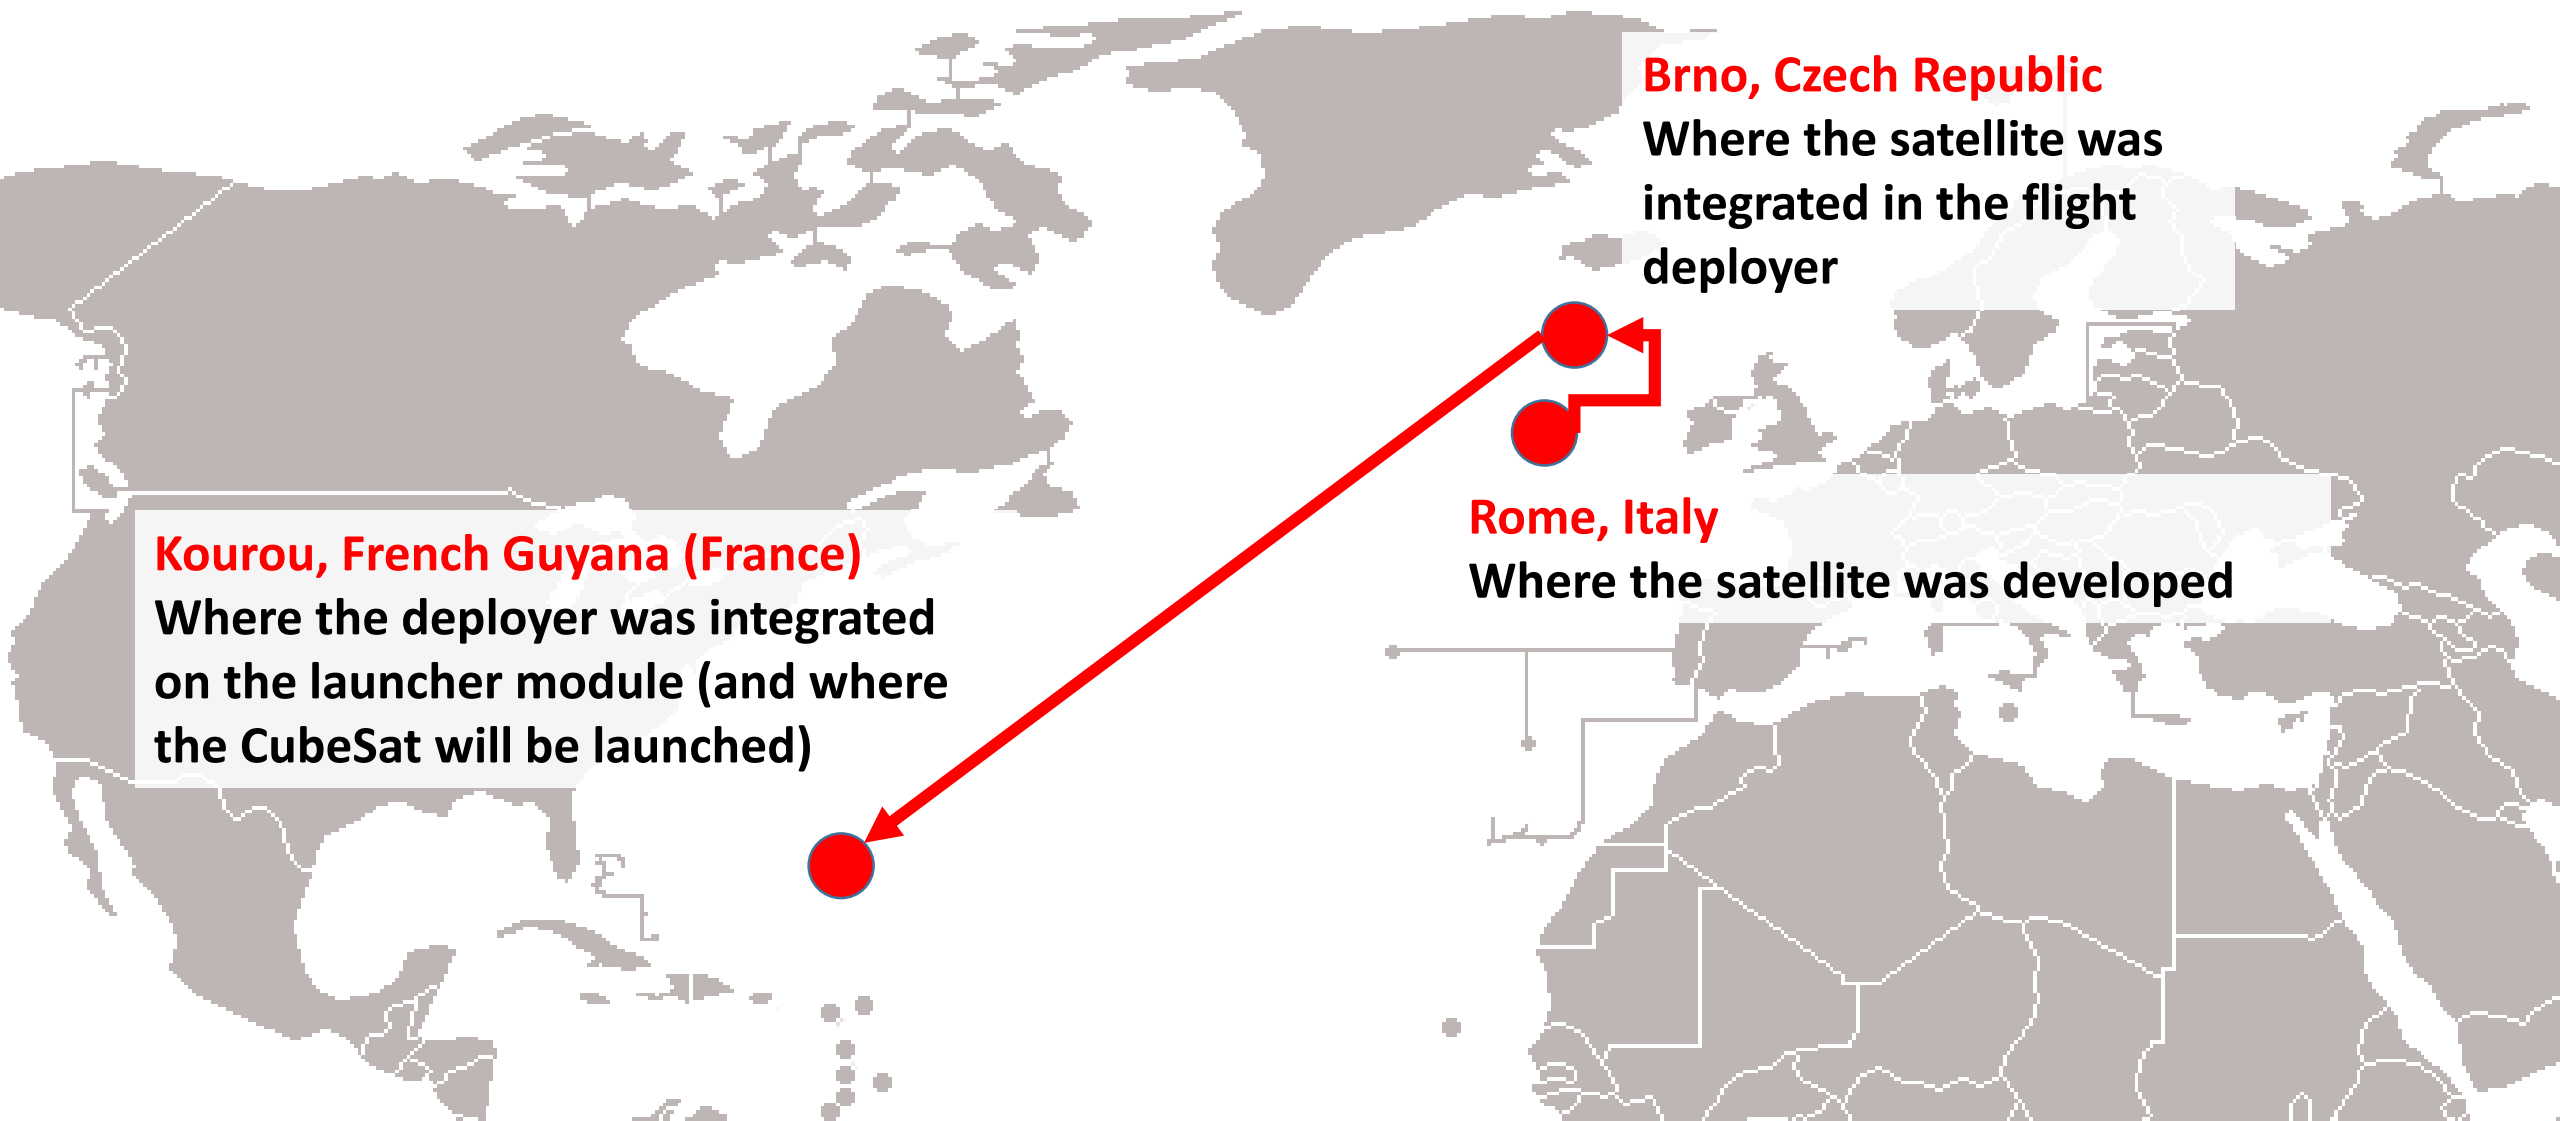 Brno, Czech Republic
Where the satellite was
integrated in the flight
deployer
Rome, Italy
Where the satellite was developed
Kourou, French Guyana (France)
Where the deployer was integrated
on the launcher module (and where
the CubeSat will be launched)